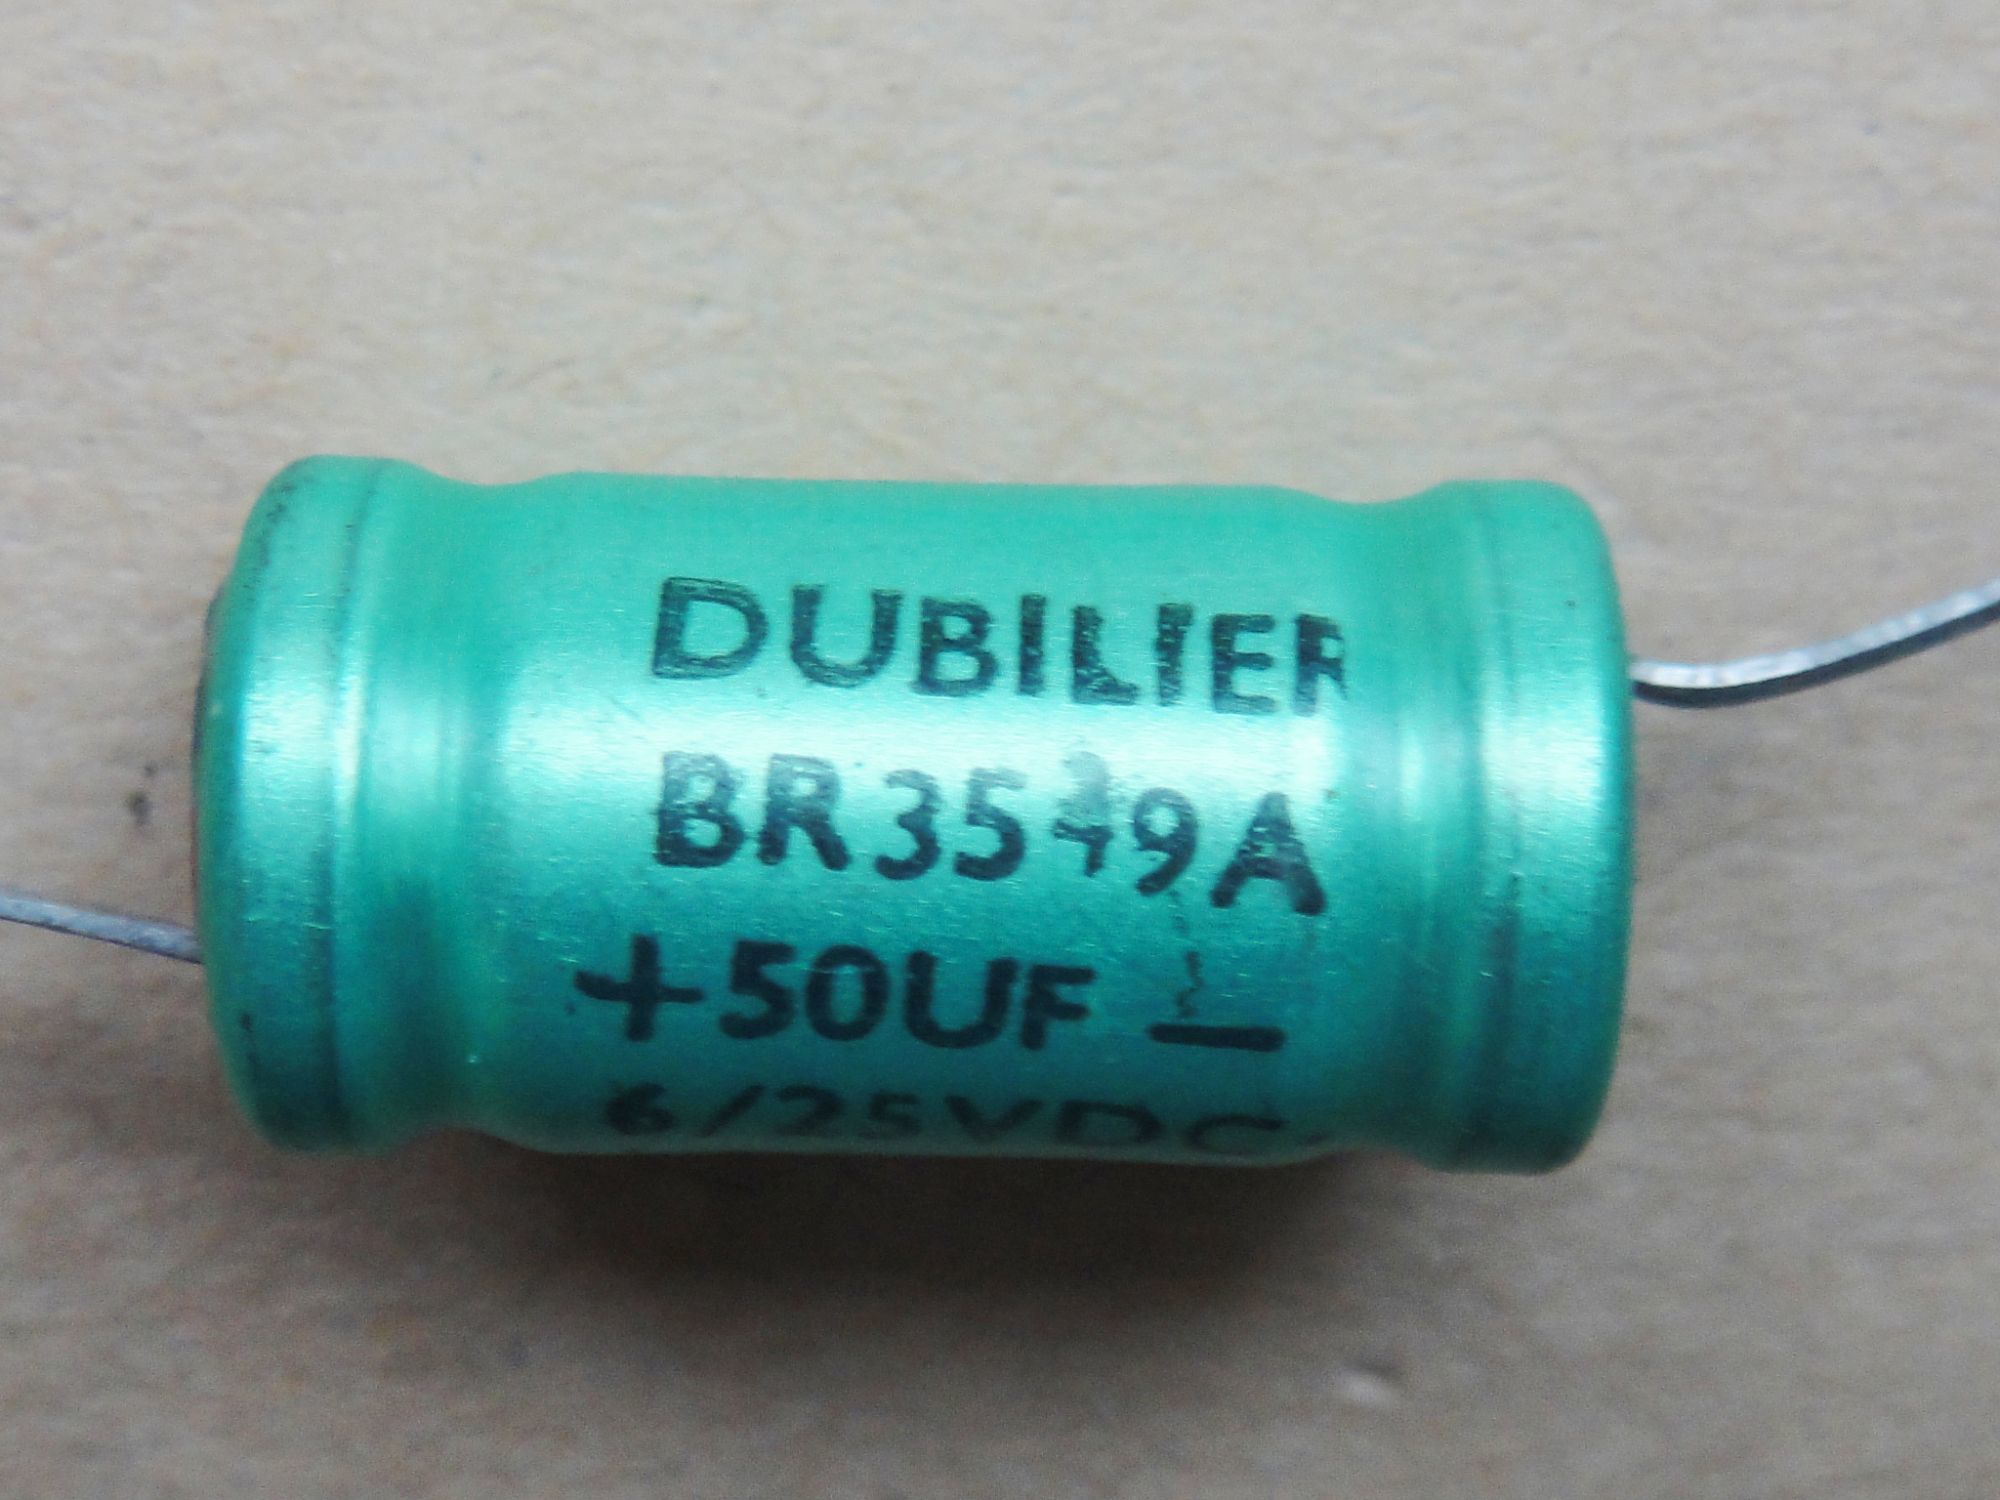 DUBILIER
BR3549A
+50UF −
6/25VDC.